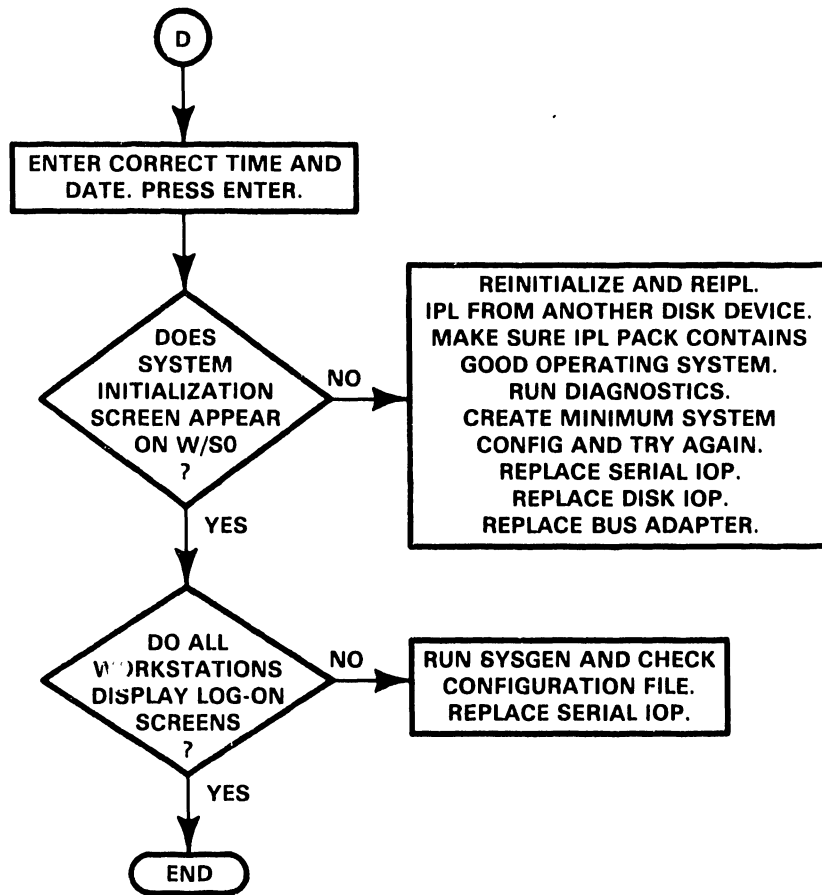 D
ENTER CORRECT TIME AND
DATE. PRESS ENTER.
DOES
SYSTEM
INITIALIZATION
SCREEN APPEAR
ON W/S0
?
NO
REINITIALIZE AND REIPL.
IPL FROM ANOTHER DISK DEVICE.
MAKE SURE IPL PACK CONTAINS
GOOD OPERATING SYSTEM.
RUN DIAGNOSTICS.
CREATE MINIMUM SYSTEM
CONFIG AND TRY AGAIN.
REPLACE SERIAL IOP.
REPLACE DISK IOP.
REPLACE BUS ADAPTER.
YES
DO ALL
WORKSTATIONS
DISPLAY LOG-ON
SCREENS
?
NO
RUN SYSGEN AND CHECK
CONFIGURATION FILE.
REPLACE SERIAL IOP.
YES
END